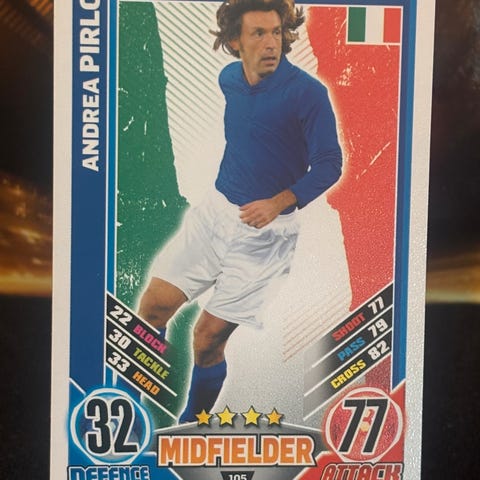 ANDREA PIRLO
22 BLOCK
30 TACKLE
33 HEAD
SHOOT 77
PASS 79
CROSS 82
32
DEFENCE
MIDFIELDER
105
77
ATTACK